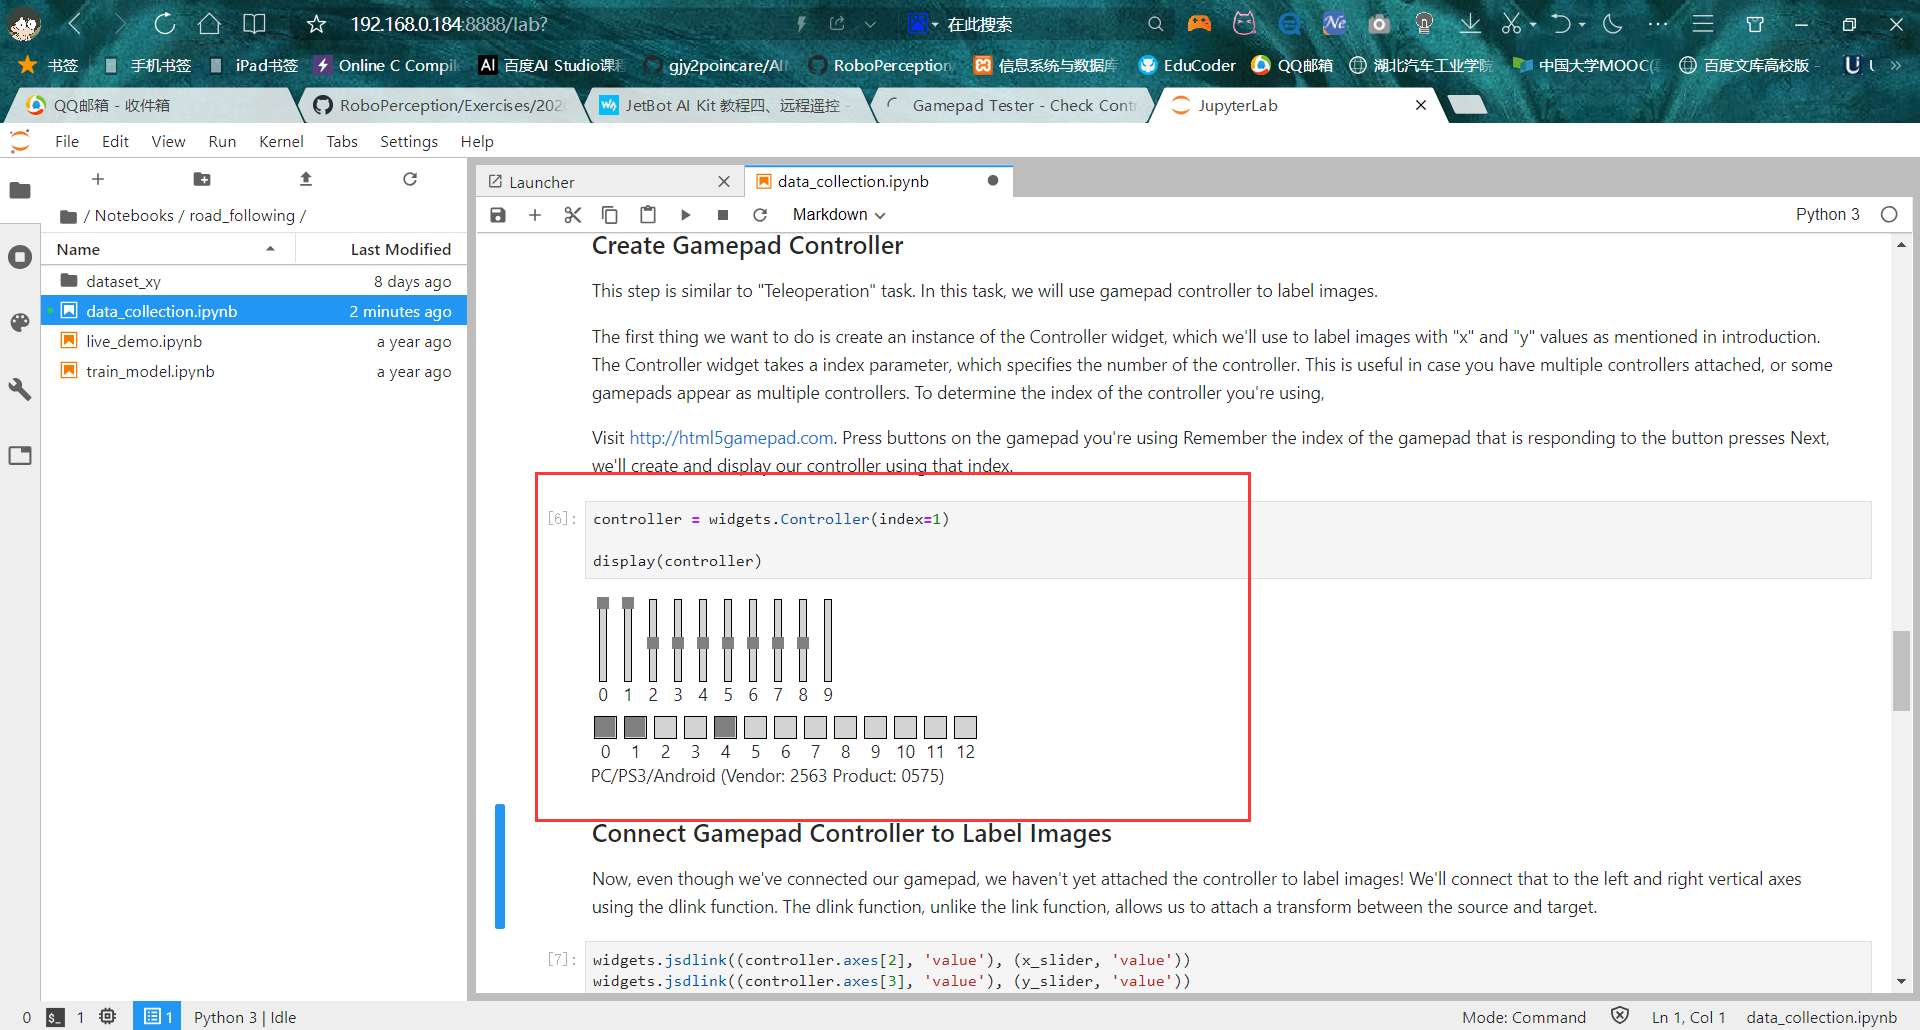 192.168.0.184:8888/lab?
在此搜索
书签
手机书签
iPad书签
Online C Compil
百度AI Studio课程
gjy2poincare/AI
RoboPerception
信息系统与数据库
EduCoder
QQ邮箱
湖北汽车工业学院
中国大学MOOC(
百度文库高校版 -
QQ邮箱 - 收件箱
RoboPerception/Exercises/202
JetBot AI Kit 教程四、远程遥控 -
Gamepad Tester - Check Contr
JupyterLab
File Edit View Run Kernel Tabs Settings Help
Launcher
data_collection.ipynb
/ Notebooks / road_following /
Markdown
Python 3
Name
Last Modified
dataset_xy 8 days ago
data_collection.ipynb 2 minutes ago
live_demo.ipynb a year ago
train_model.ipynb a year ago
Create Gamepad Controller
This step is similar to "Teleoperation" task. In this task, we will use gamepad controller to label images.
The first thing we want to do is create an instance of the Controller widget, which we'll use to label images with "x" and "y" values as mentioned in introduction.
The Controller widget takes a index parameter, which specifies the number of the controller. This is useful in case you have multiple controllers attached, or some
gamepads appear as multiple controllers. To determine the index of the controller you're using,
Visit http://html5gamepad.com. Press buttons on the gamepad you're using Remember the index of the gamepad that is responding to the button presses Next,
we'll create and display our controller using that index.
[6]: controller = widgets.Controller(index=1)
display(controller)
0 1 2 3 4 5 6 7 8 9
0 1 2 3 4 5 6 7 8 9 10 11 12
PC/PS3/Android (Vendor: 2563 Product: 0575)
Connect Gamepad Controller to Label Images
Now, even though we've connected our gamepad, we haven't yet attached the controller to label images! We'll connect that to the left and right vertical axes
using the dlink function. The dlink function, unlike the link function, allows us to attach a transform between the source and target.
[7]: widgets.jsdlink((controller.axes[2], 'value'), (x_slider, 'value'))
widgets.jsdlink((controller.axes[3], 'value'), (y_slider, 'value'))
0 1 1 Python 3 | Idle
Mode: Command Ln 1, Col 1 data_collection.ipynb